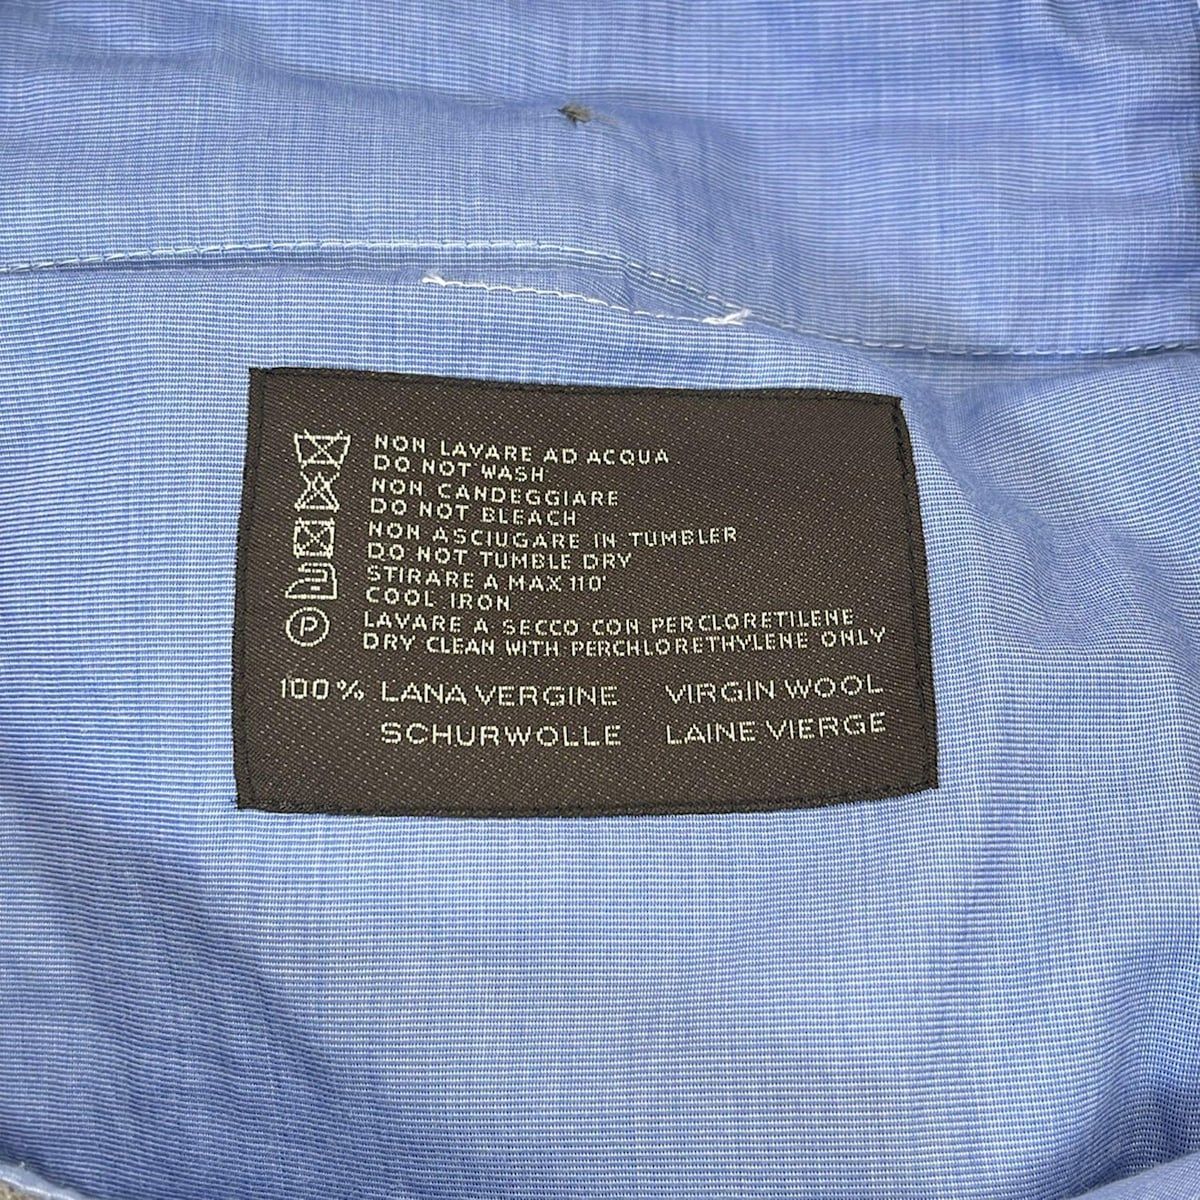 NON LAVARE AD ACQUA
DO NOT WASH
NON CANDEGGIARE
DO NOT BLEACH
NON ASCIUGARE IN TUMBLER
DO NOT TUMBLE DRY
STIRARE A MAX 110°
COOL IRON
P LAVARE A SECCO CON PERCLORETILENE
DRY CLEAN WITH PERCHLORETHYLENE ONLY
100% LANA VERGINE VIRGIN WOOL
SCHURWOLLE LAINE VIERGE